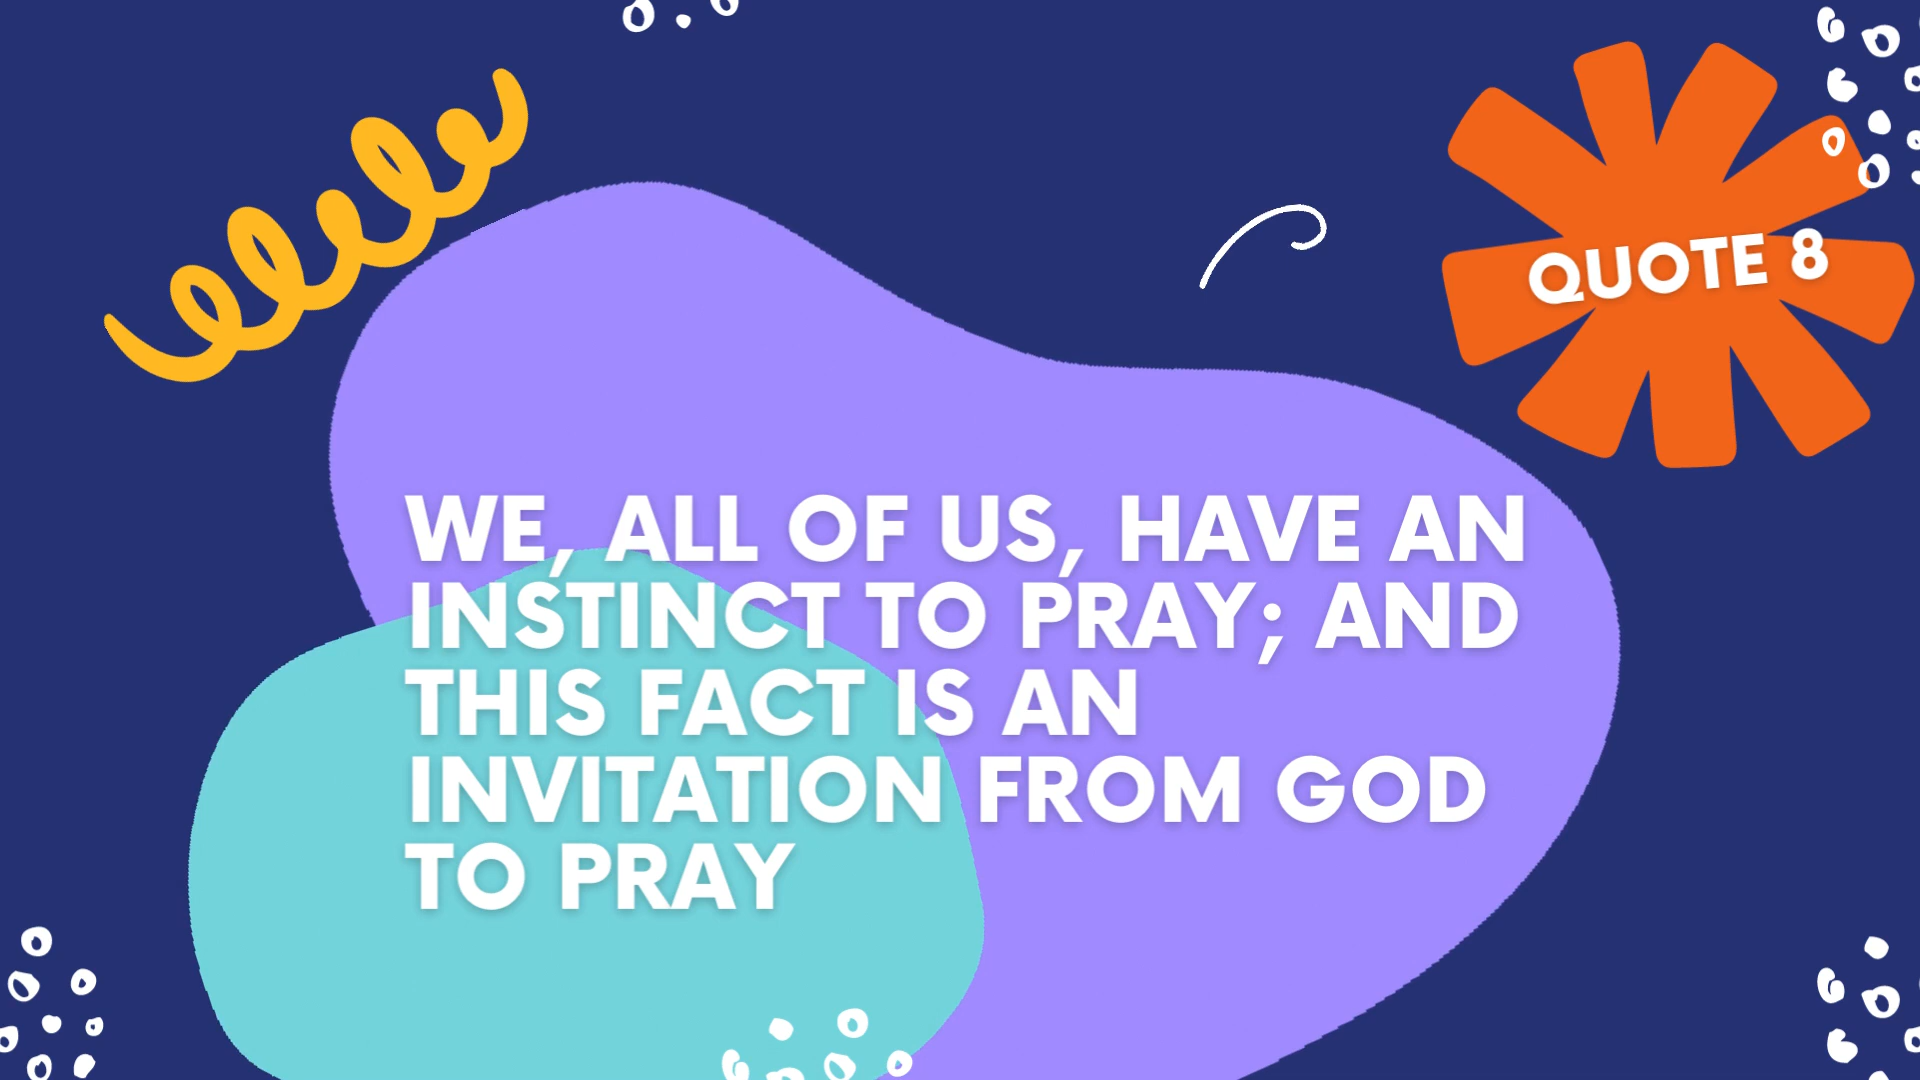 QUOTE 8
WE, ALL OF US, HAVE AN
INSTINCT TO PRAY; AND
THIS FACT IS AN
INVITATION FROM GOD
TO PRAY